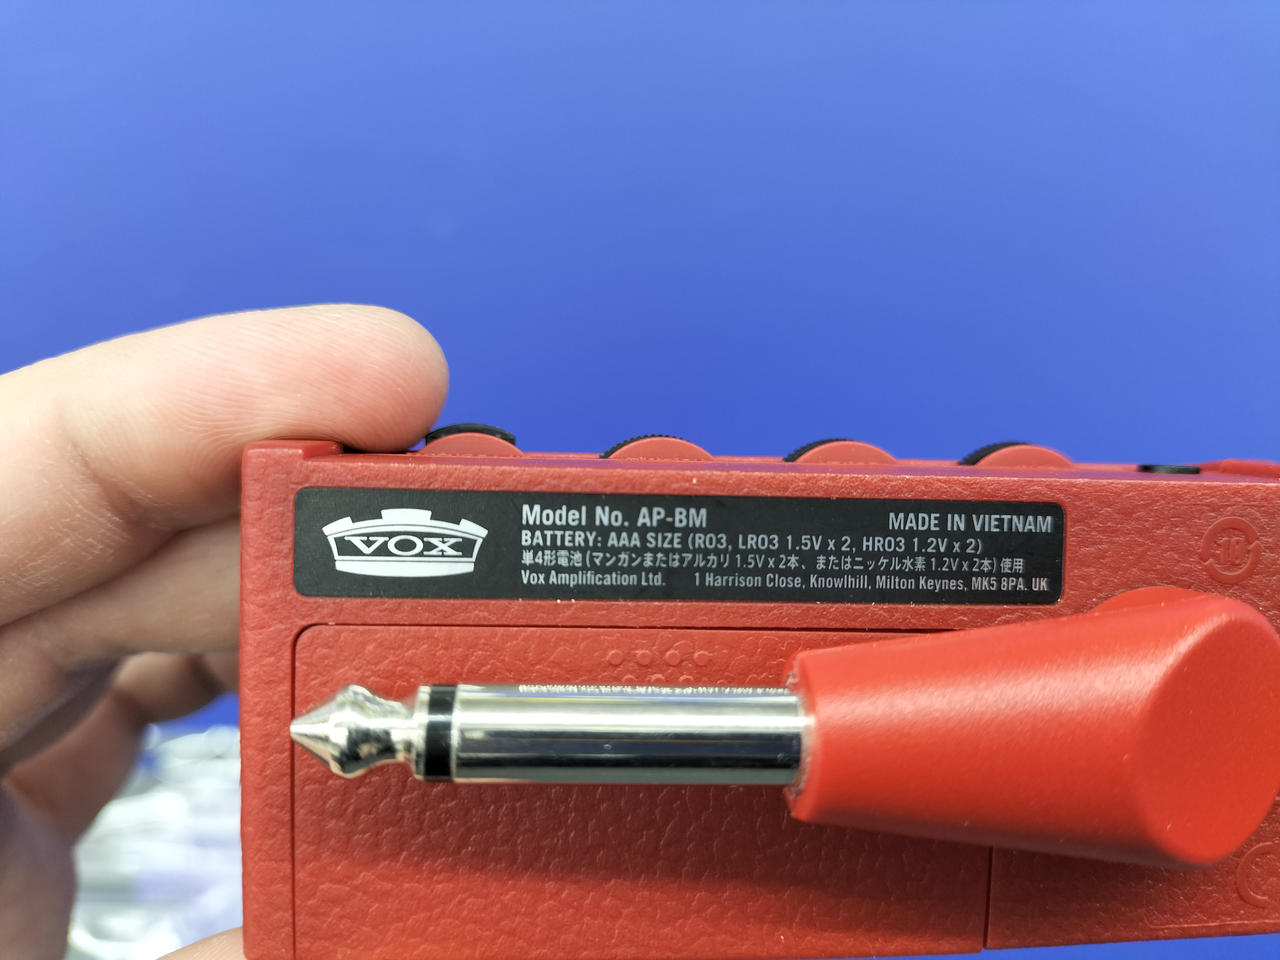 VOX
Model No. AP-BM
MADE IN VIETNAM
BATTERY: AAA SIZE (R03, LR03 1.5V x 2, HR03 1.2V x 2)
単4形電池 (マンガンまたはアルカリ 1.5V x 2本、またはニッケル水素 1.2V x 2本) 使用
Vox Amplification Ltd. 1 Harrison Close, Knowlhill, Milton Keynes, MK5 8PA. UK